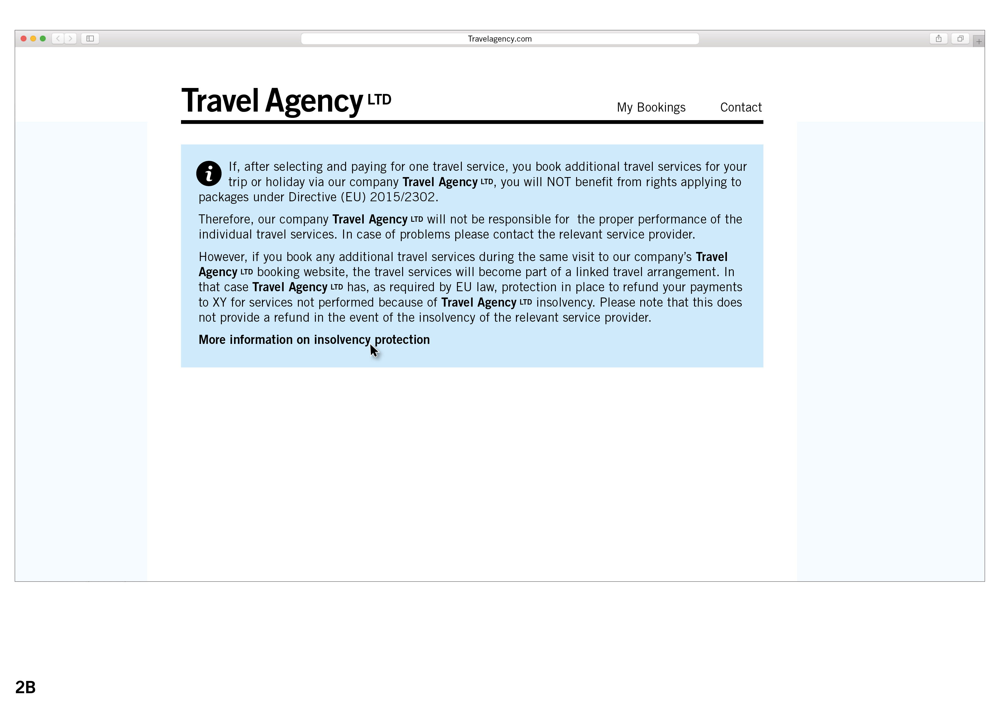 Travelagency.com
Travel Agency LTD
My Bookings Contact
If, after selecting and paying for one travel service, you book additional travel services for your
trip or holiday via our company Travel Agency LTD, you will NOT benefit from rights applying to
packages under Directive (EU) 2015/2302.
Therefore, our company Travel Agency LTD will not be responsible for  the proper performance of the
individual travel services. In case of problems please contact the relevant service provider.
However, if you book any additional travel services during the same visit to our company’s Travel
Agency LTD booking website, the travel services will become part of a linked travel arrangement. In
that case Travel Agency LTD has, as required by EU law, protection in place to refund your payments
to XY for services not performed because of Travel Agency LTD insolvency. Please note that this does
not provide a refund in the event of the insolvency of the relevant service provider.
More information on insolvency protection
2B